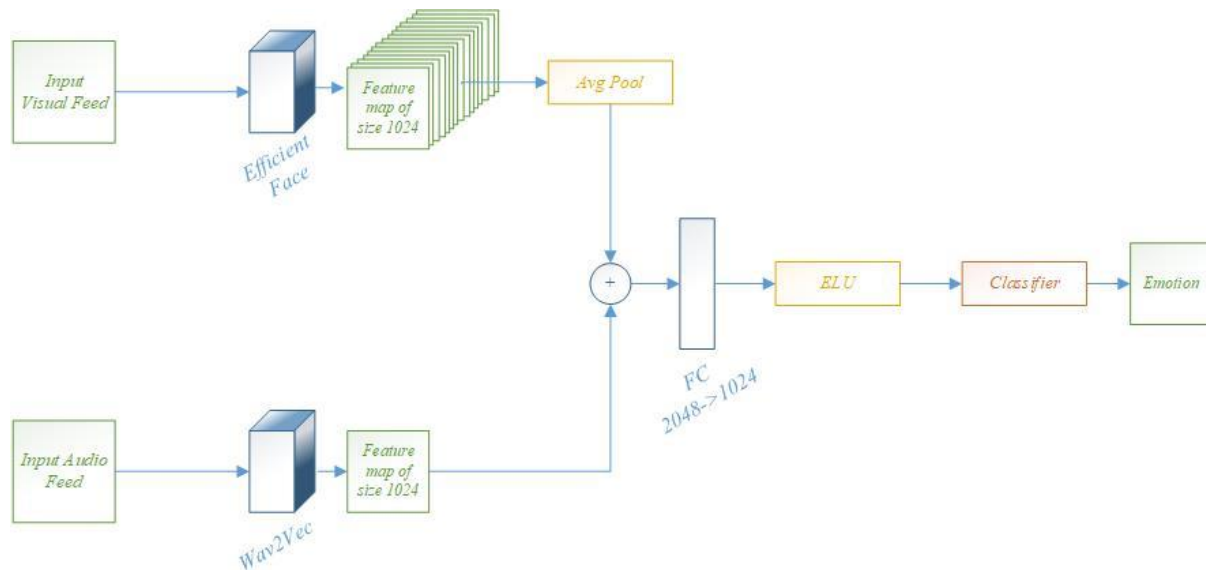 Input
Visual Feed
Efficient
Face
Feature
map of
size 1024
Avg Pool
+
FC
2048->1024
ELU
Classifier
Emotion
Input Audio
Feed
Wav2Vec
Feature
map of
size 1024